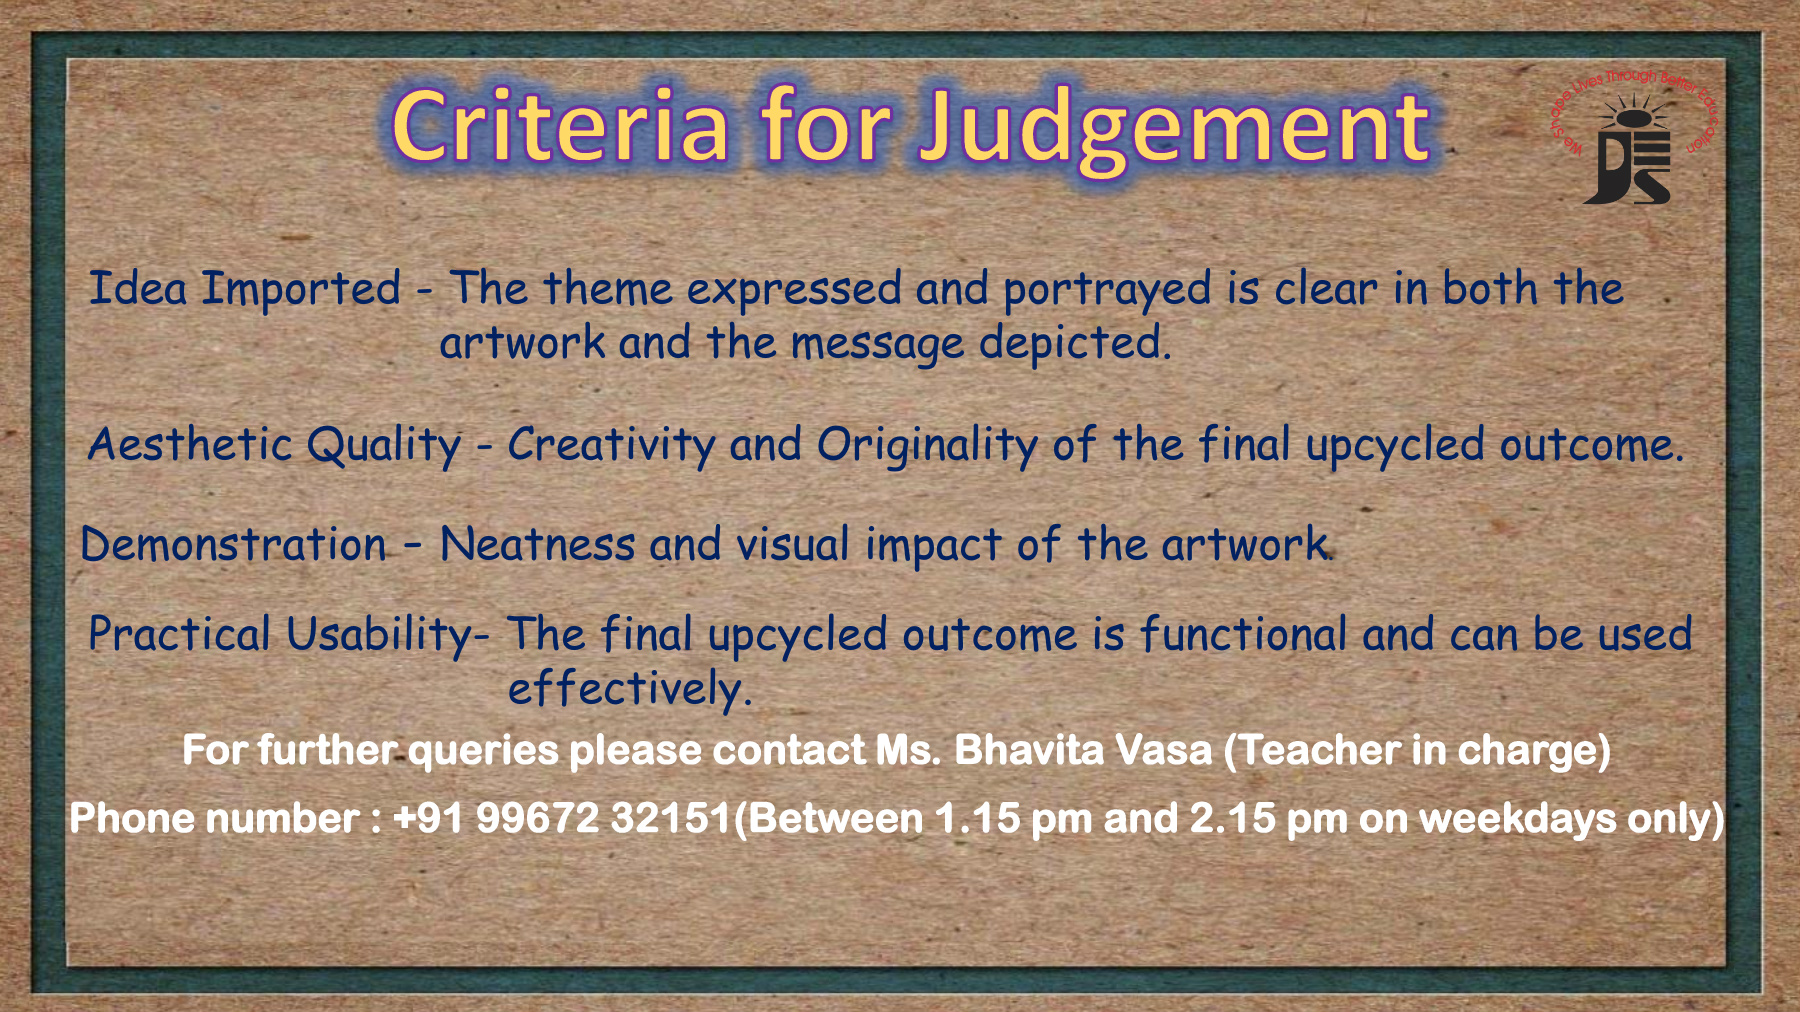 Criteria for Judgement
We Shape Lives Through Better Education
JES
Idea Imported - The theme expressed and portrayed is clear in both the
artwork and the message depicted.
Aesthetic Quality - Creativity and Originality of the final upcycled outcome.
Demonstration – Neatness and visual impact of the artwork.
Practical Usability- The final upcycled outcome is functional and can be used
effectively.
For further queries please contact Ms. Bhavita Vasa (Teacher in charge)
Phone number : +91 99672 32151(Between 1.15 pm and 2.15 pm on weekdays only)